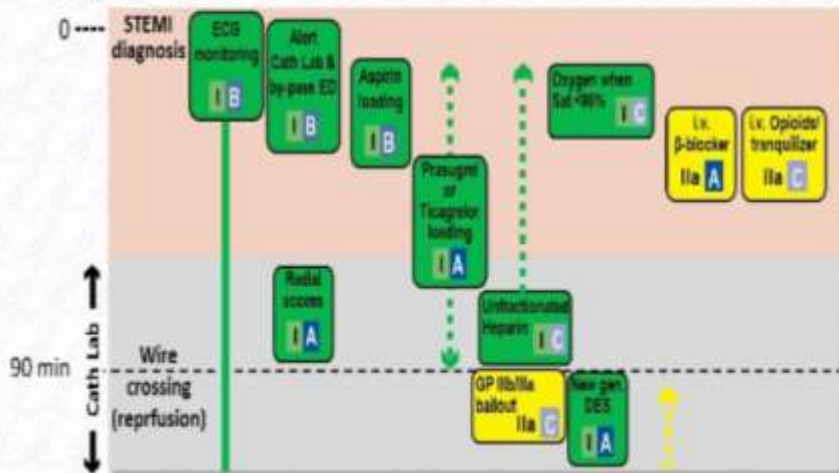 0
STEMI
diagnosis
ECG
monitoring
I B
Alert
Cath Lab &
by-pass ED
I B
Aspirin
loading
I B
Oxygen when
Sat <90%
I C
i.v.
β-blocker
IIa A
i.v. Opioids/
tranquilizer
IIa C
Prasugrel or
Ticagrelor
loading
I A
Radial
access
I A
Unfractionated
Heparin
I C
Cath Lab
90 min
Wire
crossing
(reprfusion)
GP IIb/IIIa
bailout
IIa C
New gen.
DES
I A